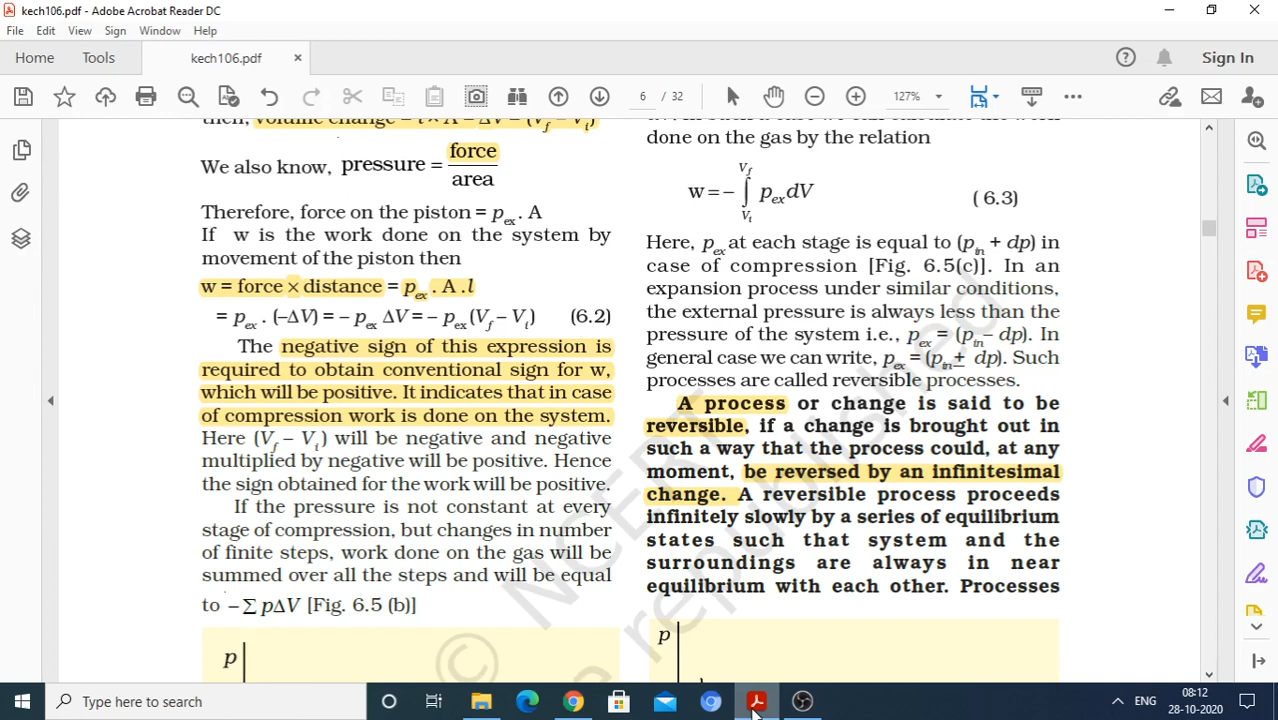 kech106.pdf - Adobe Acrobat Reader DC
File Edit View Sign Window Help
Home Tools kech106.pdf × Sign In
6 / 32 127%
then, volume change = l × A = ΔV = (Vf – Vi)
We also know, pressure = force
area
Therefore, force on the piston = pex . A
If w is the work done on the system by
movement of the piston then
w = force × distance = pex . A .l
= pex . (–ΔV) = – pex ΔV = – pex (Vf – Vi) (6.2)
The negative sign of this expression is
required to obtain conventional sign for w,
which will be positive. It indicates that in case
of compression work is done on the system.
Here (Vf – Vi) will be negative and negative
multiplied by negative will be positive. Hence
the sign obtained for the work will be positive.
If the pressure is not constant at every
stage of compression, but changes in number
of finite steps, work done on the gas will be
summed over all the steps and will be equal
to – ∑ pΔV [Fig. 6.5 (b)]
p
done on the gas by the relation
Vf
w = – ∫ pex dV ( 6.3)
Vi
Here, pex at each stage is equal to (pin + dp) in
case of compression [Fig. 6.5(c)]. In an
expansion process under similar conditions,
the external pressure is always less than the
pressure of the system i.e., pex = (pin – dp). In
general case we can write, pex = (pin ± dp). Such
processes are called reversible processes.
A process or change is said to be
reversible, if a change is brought out in
such a way that the process could, at any
moment, be reversed by an infinitesimal
change. A reversible process proceeds
infinitely slowly by a series of equilibrium
states such that system and the
surroundings are always in near
equilibrium with each other. Processes
p
© NCERT
be republished
Type here to search
ENG
08:12
28-10-2020